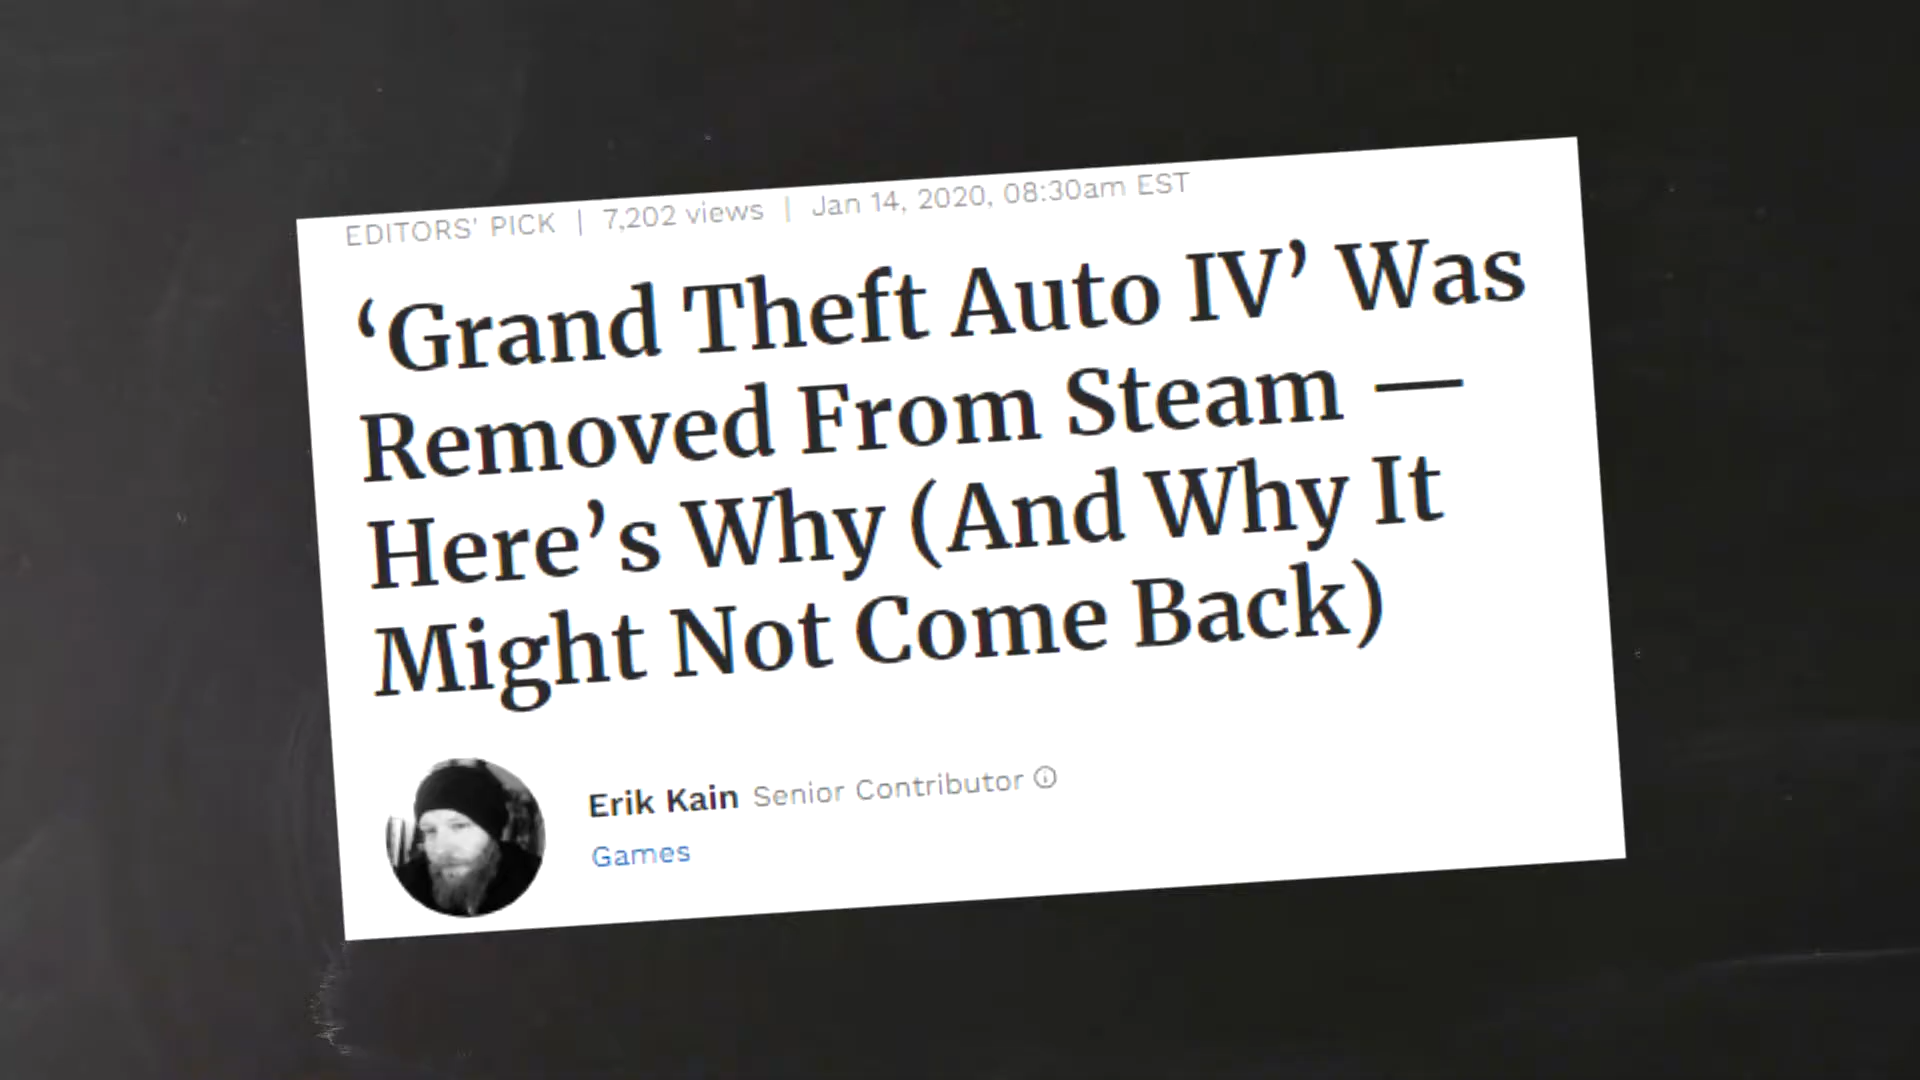 EDITORS' PICK | 7,202 views | Jan 14, 2020, 08:30am EST
‘Grand Theft Auto IV’ Was
Removed From Steam —
Here’s Why (And Why It
Might Not Come Back)
Erik Kain Senior Contributor
Games